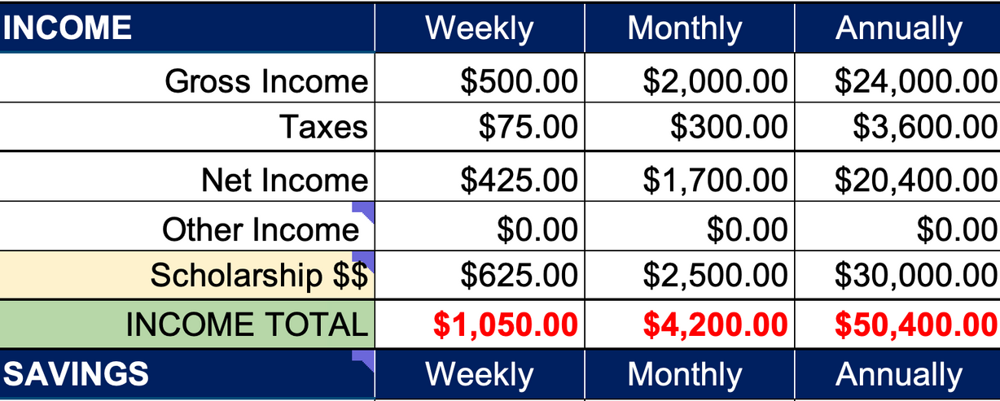 INCOME Weekly Monthly Annually
Gross Income $500.00 $2,000.00 $24,000.00
Taxes $75.00 $300.00 $3,600.00
Net Income $425.00 $1,700.00 $20,400.00
Other Income $0.00 $0.00 $0.00
Scholarship $$ $625.00 $2,500.00 $30,000.00
INCOME TOTAL $1,050.00 $4,200.00 $50,400.00
SAVINGS Weekly Monthly Annually